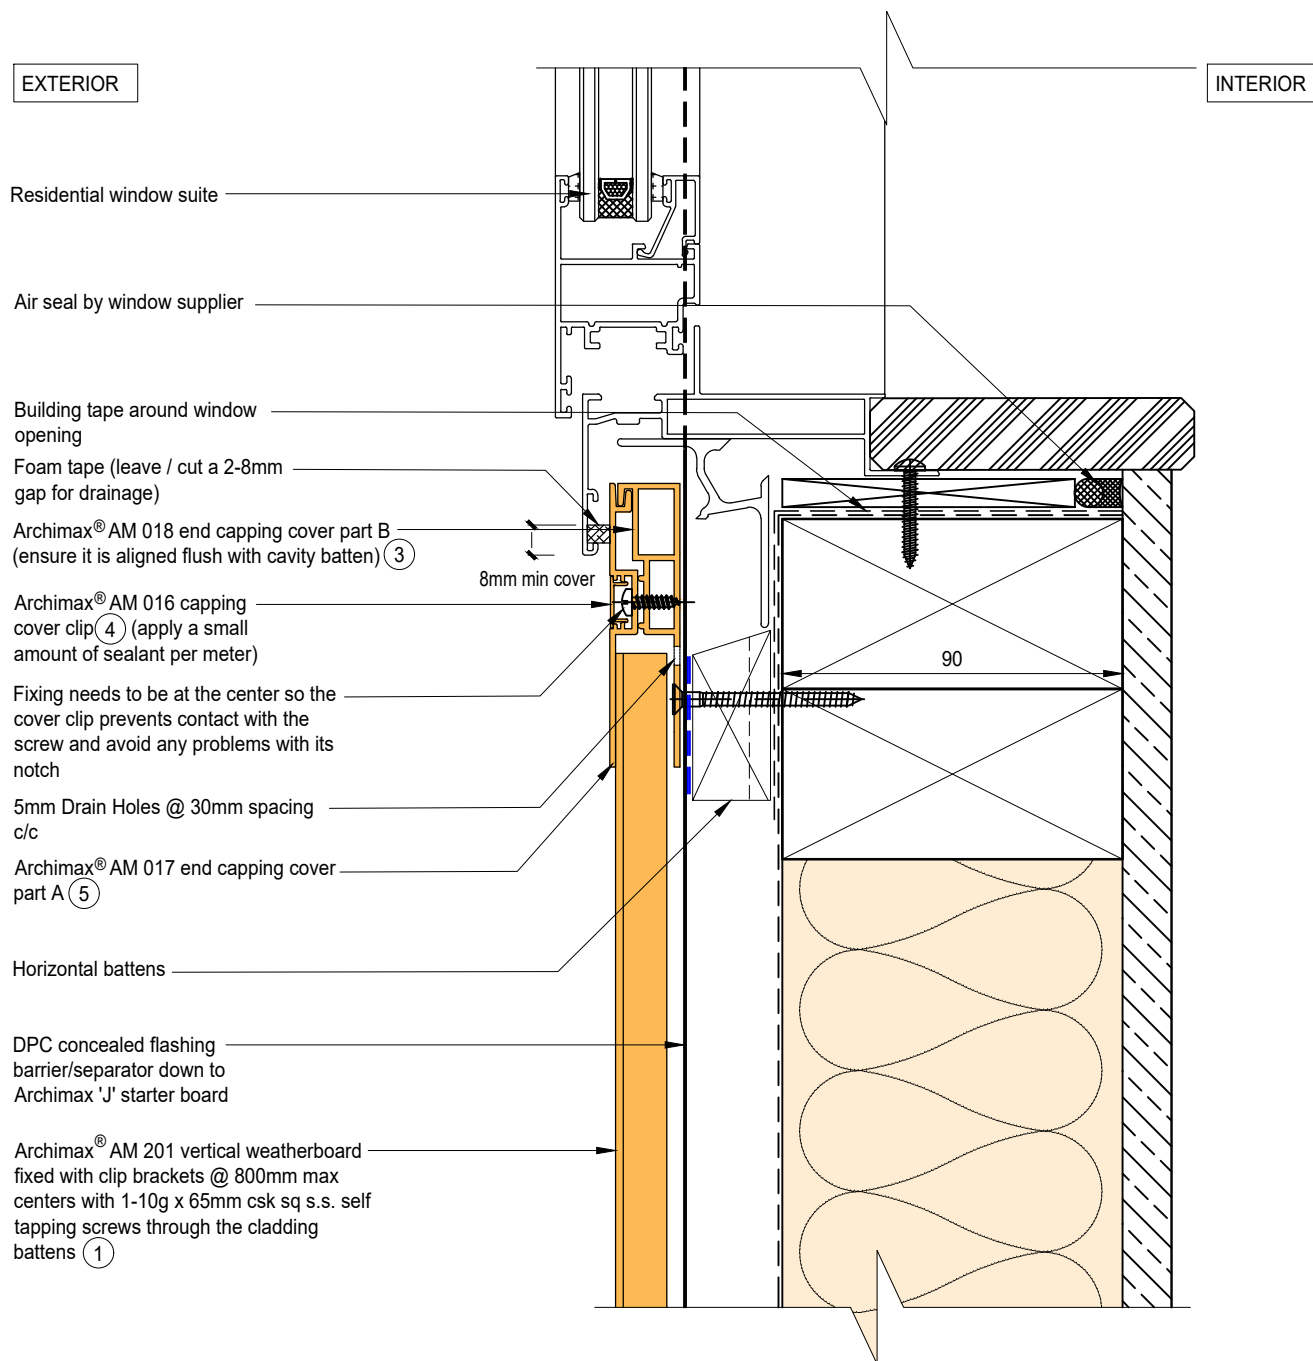 EXTERIOR
INTERIOR
Residential window suite
Air seal by window supplier
Building tape around window
opening
Foam tape (leave / cut a 2-8mm
gap for drainage)
Archimax® AM 018 end capping cover part B
(ensure it is aligned flush with cavity batten) 3
8mm min cover
Archimax® AM 016 capping
cover clip 4 (apply a small
amount of sealant per meter)
90
Fixing needs to be at the center so the
cover clip prevents contact with the
screw and avoid any problems with its
notch
5mm Drain Holes @ 30mm spacing
c/c
Archimax® AM 017 end capping cover
part A 5
Horizontal battens
DPC concealed flashing
barrier/separator down to
Archimax 'J' starter board
Archimax® AM 201 vertical weatherboard
fixed with clip brackets @ 800mm max
centers with 1-10g x 65mm csk sq s.s. self
tapping screws through the cladding
battens 1